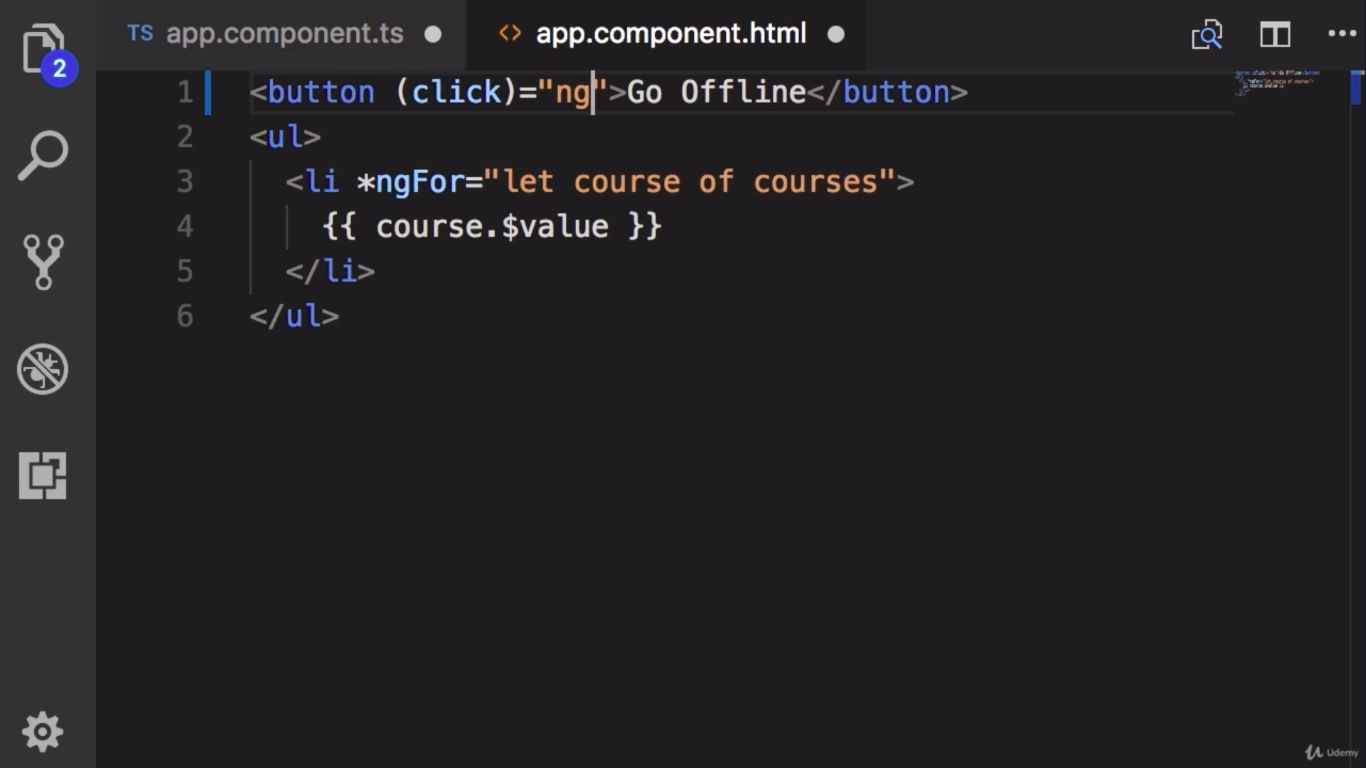 TS app.component.ts
<> app.component.html
2
1 <button (click)="ng">Go Offline</button>
2 <ul>
3 <li *ngFor="let course of courses">
4 {{ course.$value }}
5 </li>
6 </ul>
Udemy